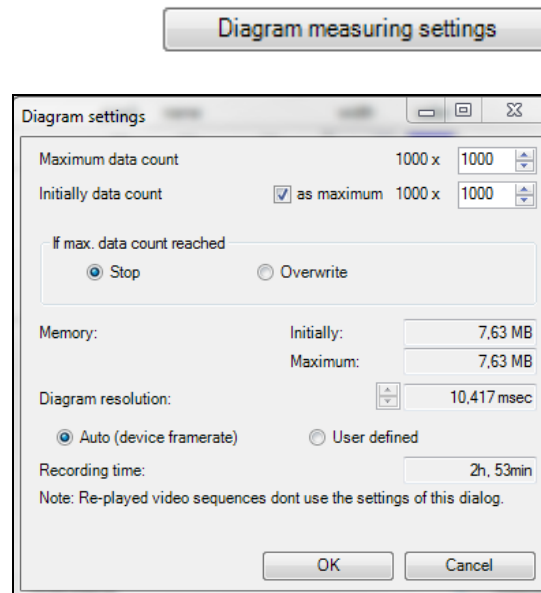 Diagram measuring settings
Diagram settings
Maximum data count 1000 x 1000
Initially data count as maximum 1000 x 1000
If max. data count reached
Stop Overwrite
Memory: Initially: 7,63 MB
Maximum: 7,63 MB
Diagram resolution: 10,417 msec
Auto (device framerate) User defined
Recording time: 2h, 53min
Note: Re-played video sequences dont use the settings of this dialog.
OK Cancel